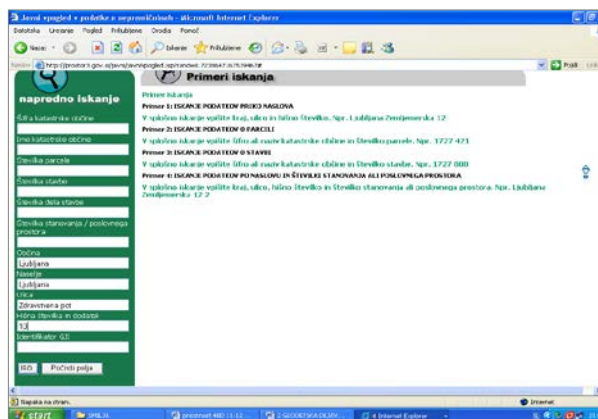 Javni vpogled v podatke o nepremičninah - Microsoft Internet Explorer
Datoteka Urejanje Pogled Priljubljene Orodja Pomoč
Nazaj Iskanje Priljubljene
Primeri iskanja
napredno iskanje
Šifra katastrske občine
Ime katastrske občine
Številka parcele
Številka stavbe
Številka dela stavbe
Številka stanovanja / poslovnega
prostora
Občina
Ljubljana
Naselje
Ljubljana
Ulica
Zdravstvena pot
Hišna številka in dodatek
10
Identifikator GJI
Išči Počisti polja
Primer iskanja
Primer 1: ISKANJE PODATKOV PREKO NASLOVA
V splošno iskanje vpišite kraj, ulico in hišno številko. Npr. Ljubljana Zemljemerska 12
Primer 2: ISKANJE PODATKOV O PARCELI
V splošno iskanje vpišite šifro ali naziv katastrske občine in številko parcele. Npr. 1727 421
Primer 3: ISKANJE PODATKOV O STAVBI
V splošno iskanje vpišite šifro ali naziv katastrske občine in številko stavbe. Npr. 1727 000
Primer 4: ISKANJE PODATKOV PO NASLOVU IN ŠTEVILKI STANOVANJA ALI POSLOVNEGA PROSTORA
V splošno iskanje vpišite kraj, ulico, hišno številko in številko stanovanja ali poslovnega prostora. Npr. Ljubljana
Zemljemerska 12 2
Napaka na strani.
Internet
start
4 Internet Explorer